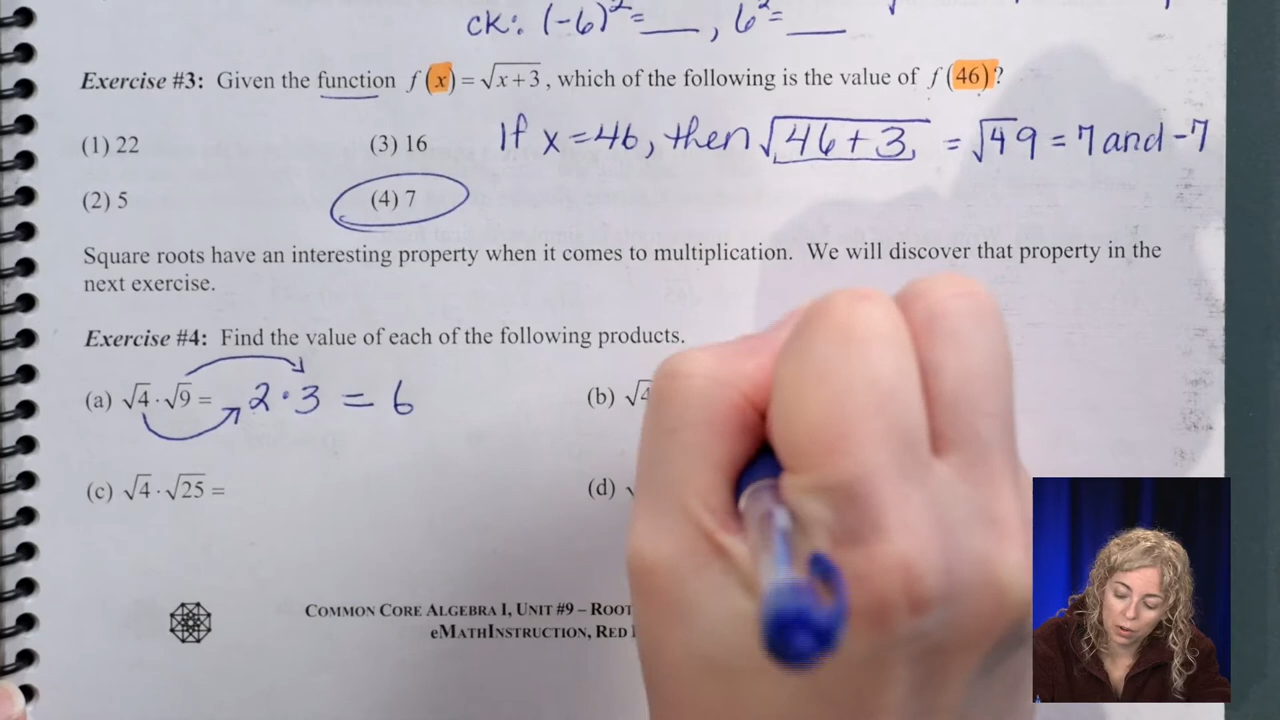 ck: (-6)²=__, 6²=__
Exercise #3: Given the function f(x)=√x+3, which of the following is the value of f(46)?
(1) 22 (3) 16 If x=46, then √46+3 = √49 = 7 and -7
(2) 5 (4) 7
Square roots have an interesting property when it comes to multiplication. We will discover that property in the
next exercise.
Exercise #4: Find the value of each of the following products.
(a) √4·√9= 2·3 = 6 (b) √4
(c) √4·√25= (d) √
COMMON CORE ALGEBRA I, UNIT #9 – ROOT
eMATHINSTRUCTION, RED